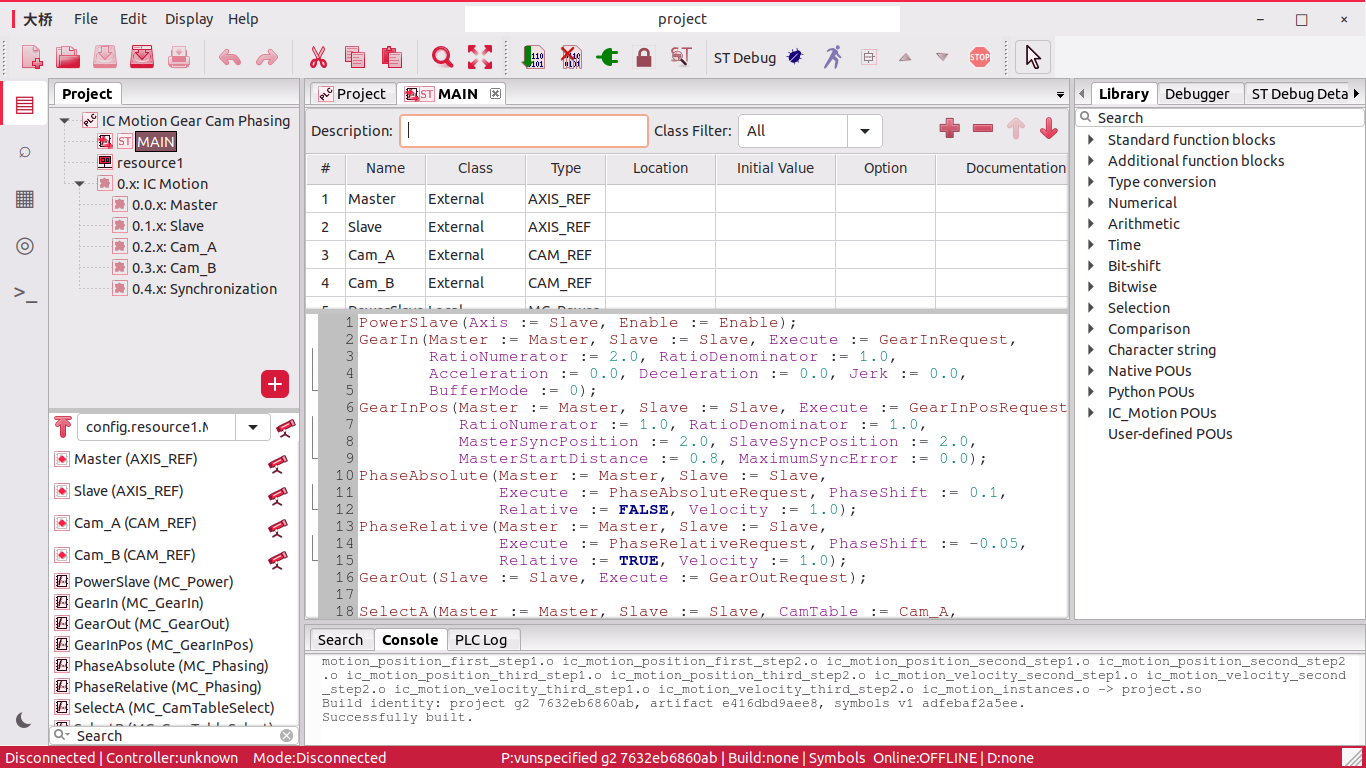 大桥 File Edit Display Help project
ST Debug
Project
IC Motion Gear Cam Phasing
ST MAIN
resource1
0.x: IC Motion
0.0.x: Master
0.1.x: Slave
0.2.x: Cam_A
0.3.x: Cam_B
0.4.x: Synchronization
config.resource1.M
Master (AXIS_REF)
Slave (AXIS_REF)
Cam_A (CAM_REF)
Cam_B (CAM_REF)
PowerSlave (MC_Power)
GearIn (MC_GearIn)
GearOut (MC_GearOut)
GearInPos (MC_GearInPos)
PhaseAbsolute (MC_Phasing)
PhaseRelative (MC_Phasing)
SelectA (MC_CamTableSelect)
Search
Project ST MAIN
Description: Class Filter: All
# Name Class Type Location Initial Value Option Documentation
1 Master External AXIS_REF
2 Slave External AXIS_REF
3 Cam_A External CAM_REF
4 Cam_B External CAM_REF
1 PowerSlave(Axis := Slave, Enable := Enable);
2 GearIn(Master := Master, Slave := Slave, Execute := GearInRequest,
3 RatioNumerator := 2.0, RatioDenominator := 1.0,
4 Acceleration := 0.0, Deceleration := 0.0, Jerk := 0.0,
5 BufferMode := 0);
6 GearInPos(Master := Master, Slave := Slave, Execute := GearInPosRequest
7 RatioNumerator := 1.0, RatioDenominator := 1.0,
8 MasterSyncPosition := 2.0, SlaveSyncPosition := 2.0,
9 MasterStartDistance := 0.8, MaximumSyncError := 0.0);
10 PhaseAbsolute(Master := Master, Slave := Slave,
11 Execute := PhaseAbsoluteRequest, PhaseShift := 0.1,
12 Relative := FALSE, Velocity := 1.0);
13 PhaseRelative(Master := Master, Slave := Slave,
14 Execute := PhaseRelativeRequest, PhaseShift := -0.05,
15 Relative := TRUE, Velocity := 1.0);
16 GearOut(Slave := Slave, Execute := GearOutRequest);
17
18 SelectA(Master := Master, Slave := Slave, CamTable := Cam_A,
Library Debugger ST Debug Deta
Search
Standard function blocks
Additional function blocks
Type conversion
Numerical
Arithmetic
Time
Bit-shift
Bitwise
Selection
Comparison
Character string
Native POUs
Python POUs
IC_Motion POUs
User-defined POUs
Search Console PLC Log
motion_position_first_step1.o ic_motion_position_first_step2.o ic_motion_position_second_step1.o ic_motion_position_second_step2
.o ic_motion_position_third_step1.o ic_motion_position_third_step2.o ic_motion_velocity_second_step1.o ic_motion_velocity_second
_step2.o ic_motion_velocity_third_step1.o ic_motion_velocity_third_step2.o ic_motion_instances.o -> project.so
Build identity: project g2 7632eb6860ab, artifact e416dbd9aee8, symbols v1 adfebaf2a5ee.
Successfully built.
Disconnected | Controller:unknown Mode:Disconnected P:vunspecified g2 7632eb6860ab | Build:none | Symbols Online:OFFLINE | D:none